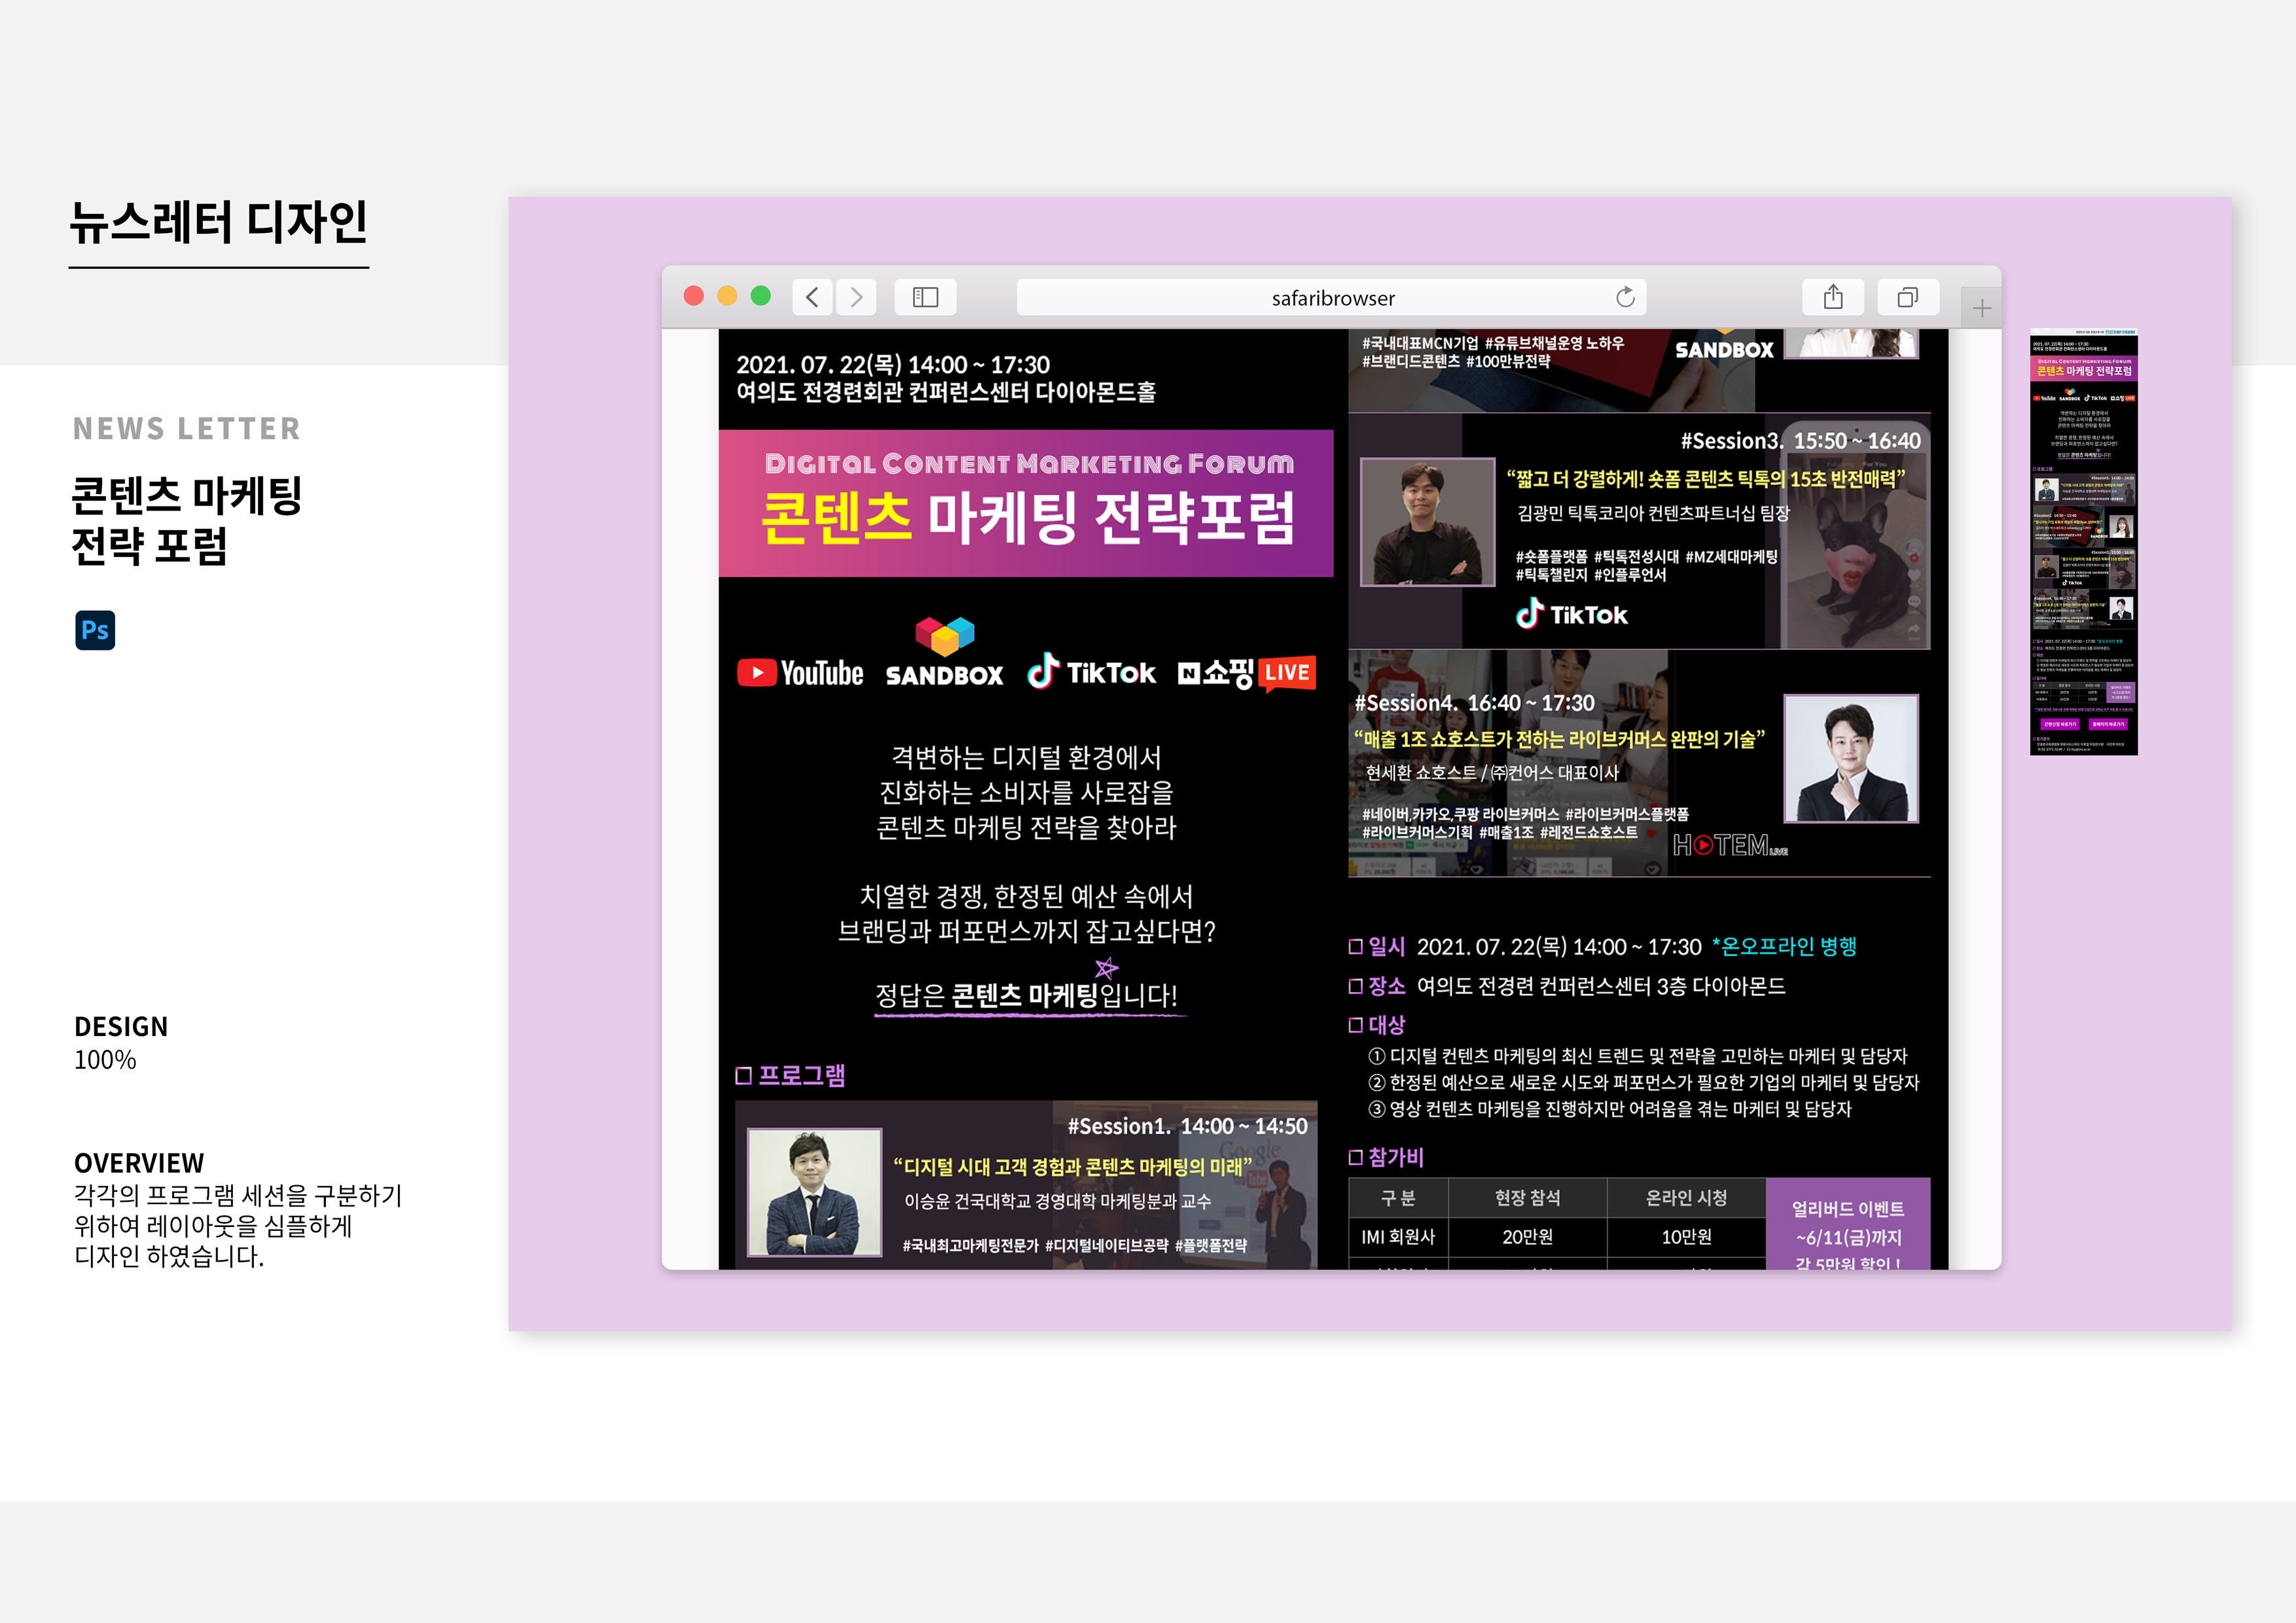 뉴스레터 디자인
NEWS LETTER
콘텐츠 마케팅
전략 포럼
Ps
DESIGN
100%
OVERVIEW
각각의 프로그램 세션을 구분하기
위하여 레이아웃을 심플하게
디자인 하였습니다.
safaribrowser
2021. 07. 22(목) 14:00 ~ 17:30
여의도 전경련회관 컨퍼런스센터 다이아몬드홀
DIGITAL CONTENT MARKETING FORUM
콘텐츠 마케팅 전략포럼
YouTube SANDBOX TikTok N쇼핑 LIVE
격변하는 디지털 환경에서
진화하는 소비자를 사로잡을
콘텐츠 마케팅 전략을 찾아라
치열한 경쟁, 한정된 예산 속에서
브랜딩과 퍼포먼스까지 잡고싶다면?
정답은 콘텐츠 마케팅입니다!
프로그램
#Session1. 14:00 ~ 14:50
“디지털 시대 고객 경험과 콘텐츠 마케팅의 미래”
이승윤 건국대학교 경영대학 마케팅분과 교수
#국내최고마케팅전문가 #디지털네이티브공략 #플랫폼전략
Google
#국내대표MCN기업 #유튜브채널운영 노하우
#브랜디드콘텐츠 #100만뷰전략
SANDBOX
#Session3. 15:50 ~ 16:40
“짧고 더 강렬하게! 숏폼 콘텐츠 틱톡의 15초 반전매력”
김광민 틱톡코리아 컨텐츠파트너십 팀장
#숏폼플랫폼 #틱톡전성시대 #MZ세대마케팅
#틱톡챌린지 #인플루언서
TikTok
#Session4. 16:40 ~ 17:30
“매출 1조 쇼호스트가 전하는 라이브커머스 완판의 기술”
현세환 쇼호스트 / ㈜컨어스 대표이사
#네이버,카카오,쿠팡 라이브커머스 #라이브커머스플랫폼
#라이브커머스기획 #매출1조 #레전드쇼호스트
HOTEM LIVE
일시 2021. 07. 22(목) 14:00 ~ 17:30 *온오프라인 병행
장소 여의도 전경련 컨퍼런스센터 3층 다이아몬드
대상
① 디지털 컨텐츠 마케팅의 최신 트렌드 및 전략을 고민하는 마케터 및 담당자
② 한정된 예산으로 새로운 시도와 퍼포먼스가 필요한 기업의 마케터 및 담당자
③ 영상 컨텐츠 마케팅을 진행하지만 어려움을 겪는 마케터 및 담당자
참가비
구 분 현장 참석 온라인 시청
IMI 회원사 20만원 10만원
얼리버드 이벤트
~6/11(금)까지
각 5만원 할인 !